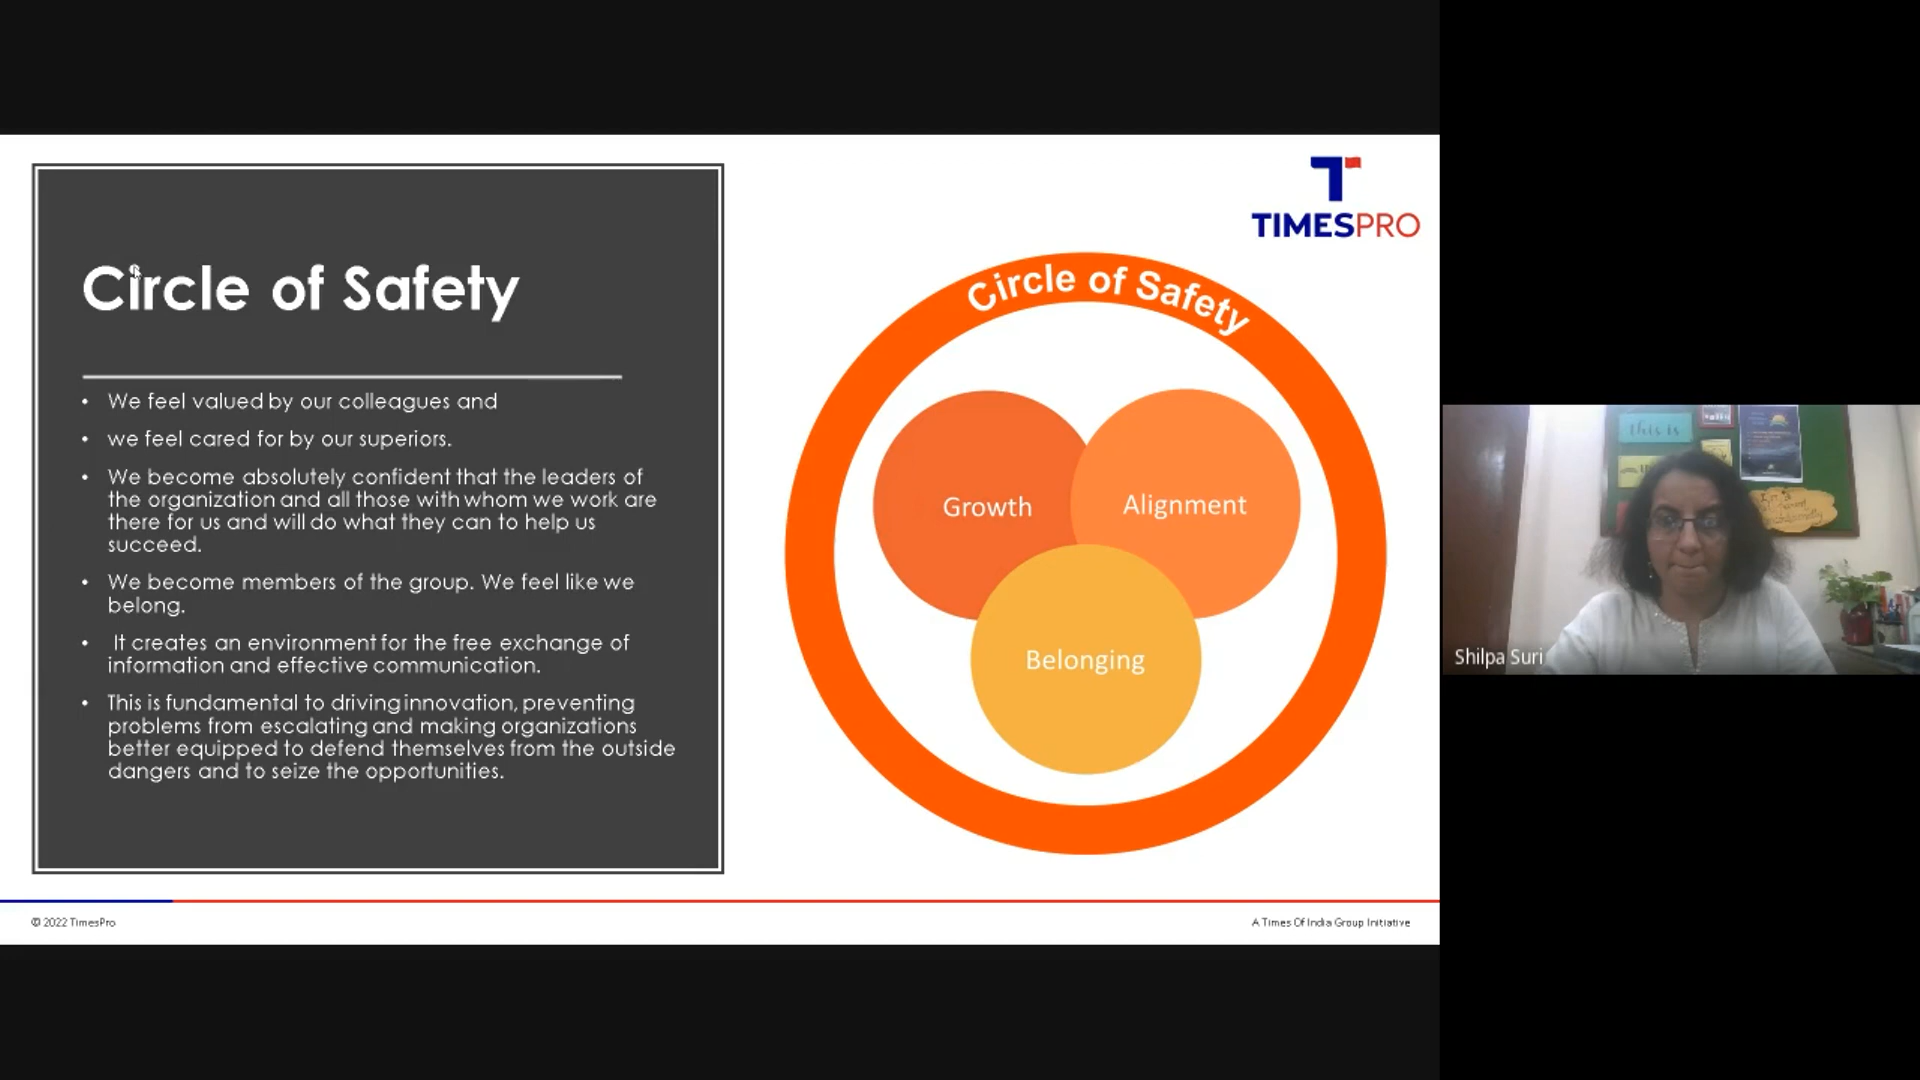 TIMESPRO
Circle of Safety
• We feel valued by our colleagues and
• we feel cared for by our superiors.
• We become absolutely confident that the leaders of
the organization and all those with whom we work are
there for us and will do what they can to help us
succeed.
• We become members of the group. We feel like we
belong.
• It creates an environment for the free exchange of
information and effective communication.
• This is fundamental to driving innovation, preventing
problems from escalating and making organizations
better equipped to defend themselves from the outside
dangers and to seize the opportunities.
Circle of Safety
Growth
Alignment
Belonging
© 2022 TimesPro
A Times Of India Group Initiative
this is
Shilpa Suri